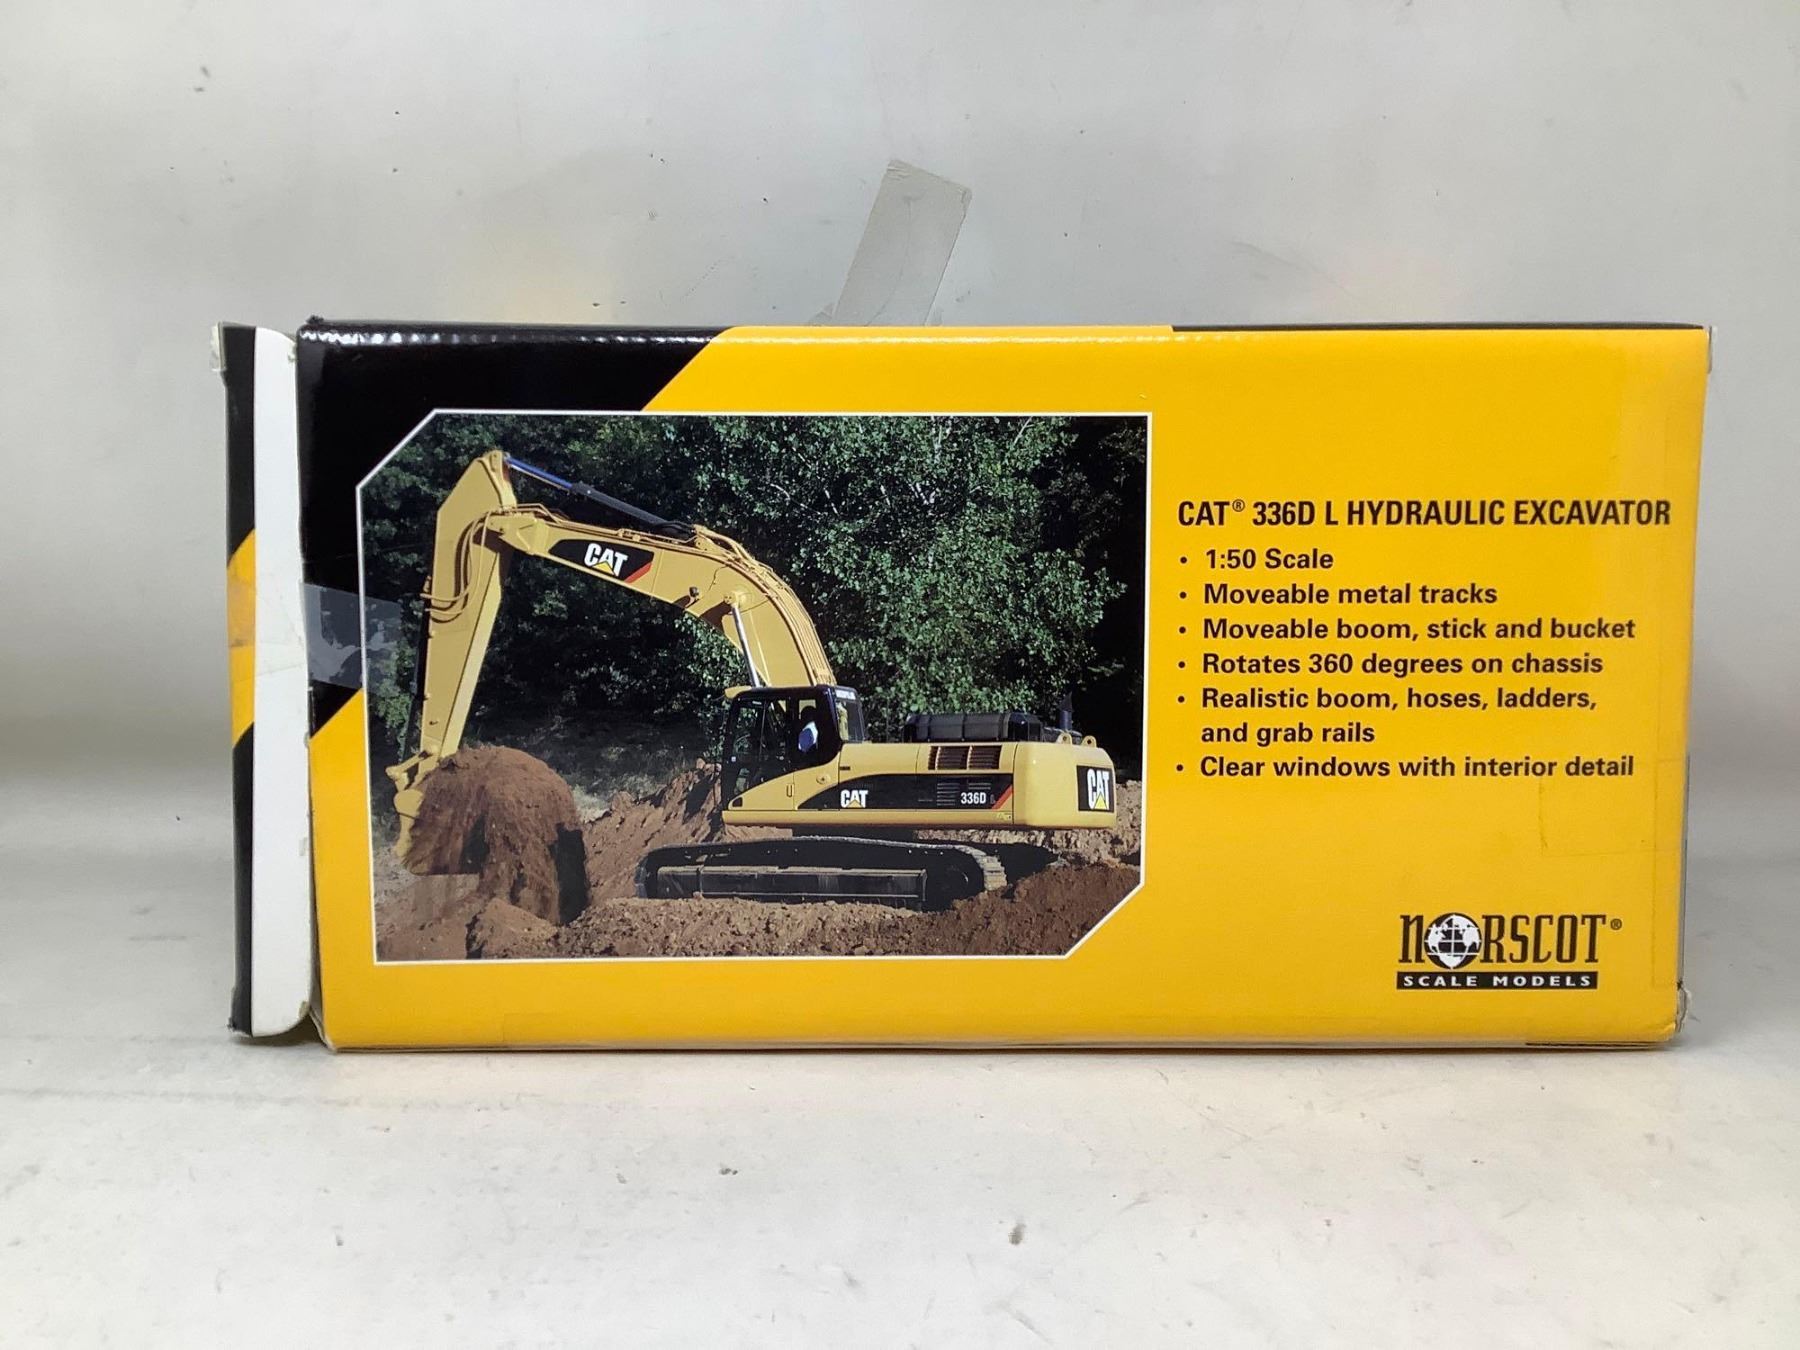 CAT® 336D L HYDRAULIC EXCAVATOR
• 1:50 Scale
• Moveable metal tracks
• Moveable boom, stick and bucket
• Rotates 360 degrees on chassis
• Realistic boom, hoses, ladders,
and grab rails
• Clear windows with interior detail
NORSCOT®
SCALE MODELS
CAT
CAT
336D L
CAT